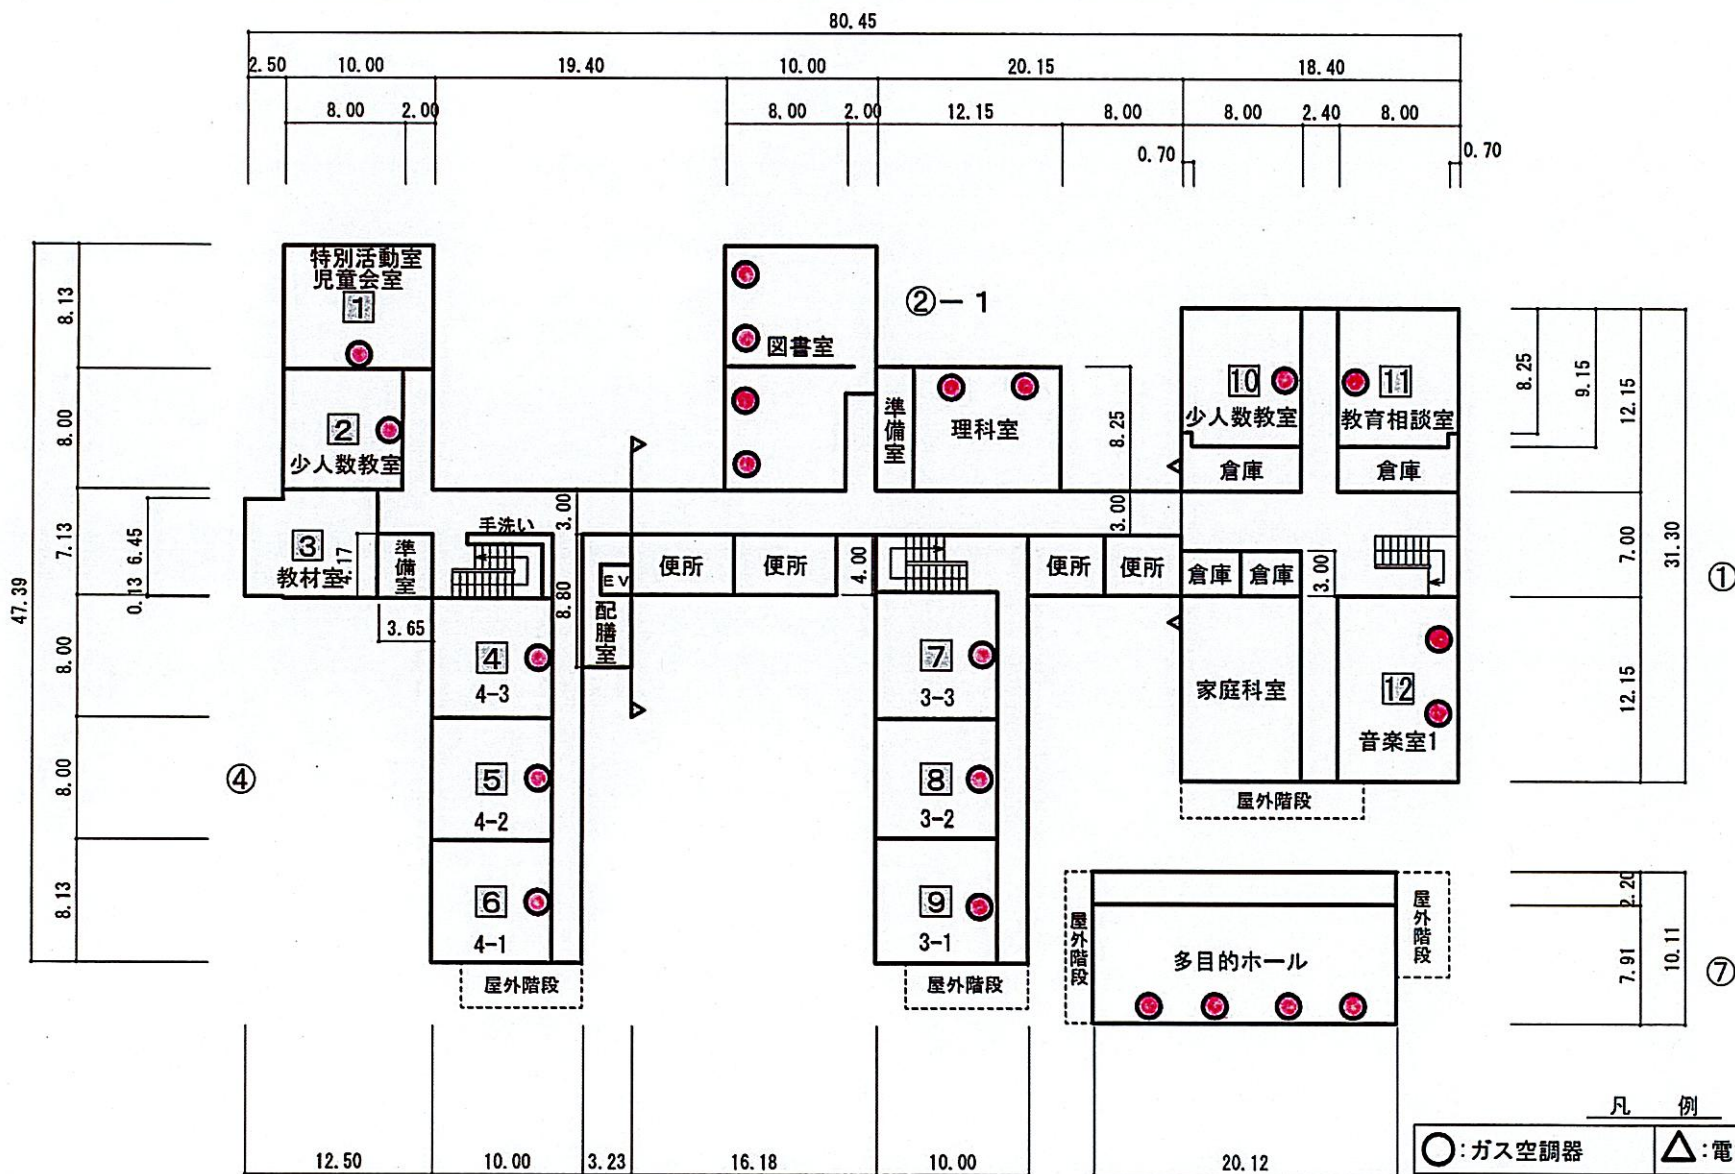 80.45
2.50 10.00 19.40 10.00 20.15 18.40
8.00 2.00 8.00 2.00 12.15 8.00 8.00 2.40 8.00
0.70 0.70
特別活動室
児童会室
1
②-1
図書室
2
少人数教室
準備室
理科室
8.25
10
少人数教室
11
教育相談室
倉庫
倉庫
8.25
9.15
12.15
7.00
12.15
31.30
①
47.39
8.13
8.00
7.13
8.00
8.00
8.13
6.45
0.13
3
教材室
4.17
準備室
3.65
手洗い
3.00
8.80
EV
配膳室
便所
便所
4.00
3.00
便所
便所
倉庫
倉庫
3.00
4
4-3
5
4-2
6
4-1
屋外階段
④
7
3-3
8
3-2
9
3-1
屋外階段
家庭科室
12
音楽室1
屋外階段
屋外階段
多目的ホール
屋外階段
2.20
7.91
10.11
⑦
12.50 10.00 3.23 16.18 10.00 20.12
凡 例
○:ガス空調器 △:電